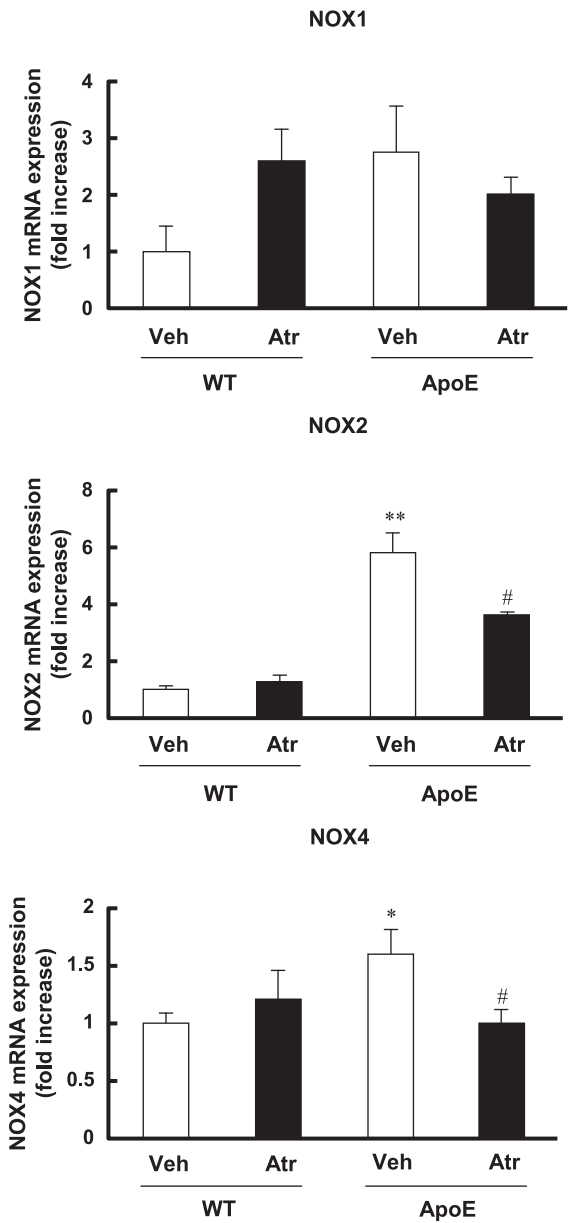 NOX1
NOX1 mRNA expression
(fold increase)
4
3
2
1
0
Veh Atr Veh Atr
WT ApoE
NOX2
NOX2 mRNA expression
(fold increase)
8
6
4
2
0
**
#
Veh Atr Veh Atr
WT ApoE
NOX4
NOX4 mRNA expression
(fold increase)
2
1.5
1
0.5
0
*
#
Veh Atr Veh Atr
WT ApoE